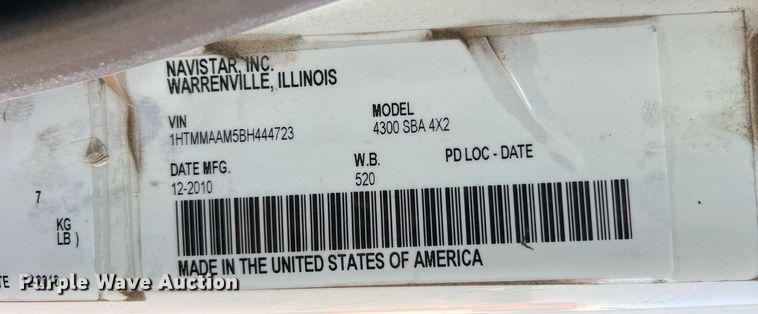 NAVISTAR, INC.
WARRENVILLE, ILLINOIS
VIN MODEL
1HTMMAAM5BH444723 4300 SBA 4X2
DATE MFG. W.B. PD LOC - DATE
12-2010 520
7
KG
LB )
MADE IN THE UNITED STATES OF AMERICA
Purple Wave Auction